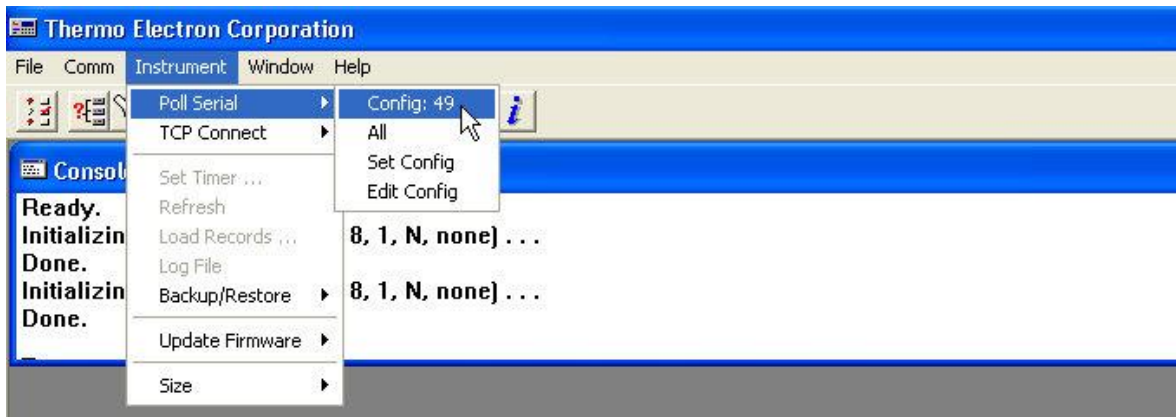 Thermo Electron Corporation
File Comm Instrument Window Help
Poll Serial
TCP Connect
Set Timer ...
Refresh
Load Records ...
Log File
Backup/Restore
Update Firmware
Size
Config: 49
All
Set Config
Edit Config
Consol
Ready.
Initializin 8, 1, N, none) . . .
Done.
Initializin 8, 1, N, none) . . .
Done.